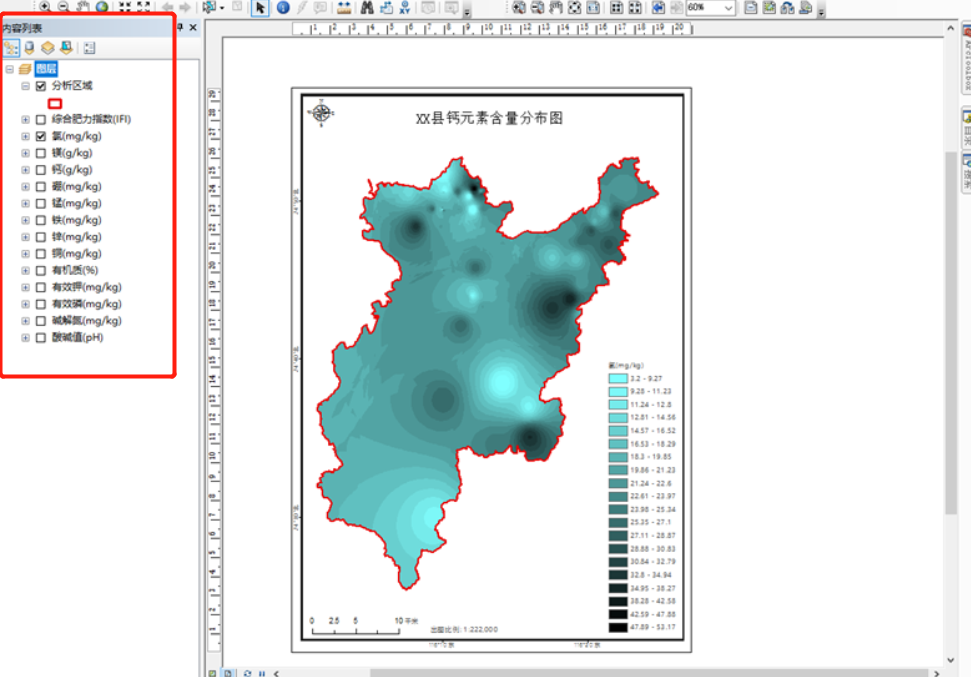 60%
内容列表
图层
分析区域
综合肥力指数(IFI)
氯(mg/kg)
镁(g/kg)
钙(g/kg)
硼(mg/kg)
锰(mg/kg)
铁(mg/kg)
锌(mg/kg)
铜(mg/kg)
有机质(%)
有效钾(mg/kg)
有效磷(mg/kg)
碱解氮(mg/kg)
酸碱值(pH)
XX县钙元素含量分布图
氯(mg/kg)
3.2 - 9.27
9.28 - 11.23
11.24 - 12.8
12.81 - 14.56
14.57 - 16.52
16.53 - 18.29
18.3 - 19.85
19.86 - 21.23
21.24 - 22.6
22.61 - 23.97
23.98 - 25.34
25.35 - 27.1
27.11 - 28.87
28.88 - 30.83
30.84 - 32.79
32.8 - 34.94
34.95 - 38.27
38.28 - 42.58
42.59 - 47.88
47.89 - 53.17
0 2.5 5 10 千米
出图比例: 1:222,000